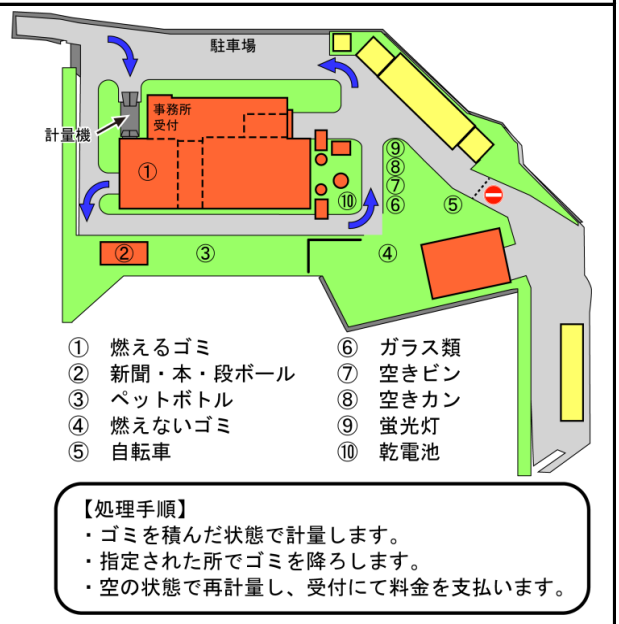 駐車場
事務所
受付
計量機
①
⑨
⑧
⑦
⑥
⑩
⑤
②
③
④
① 燃えるゴミ
② 新聞・本・段ボール
③ ペットボトル
④ 燃えないゴミ
⑤ 自転車
⑥ ガラス類
⑦ 空きビン
⑧ 空きカン
⑨ 蛍光灯
⑩ 乾電池
【処理手順】
・ゴミを積んだ状態で計量します。
・指定された所でゴミを降ろします。
・空の状態で再計量し、受付にて料金を支払います。